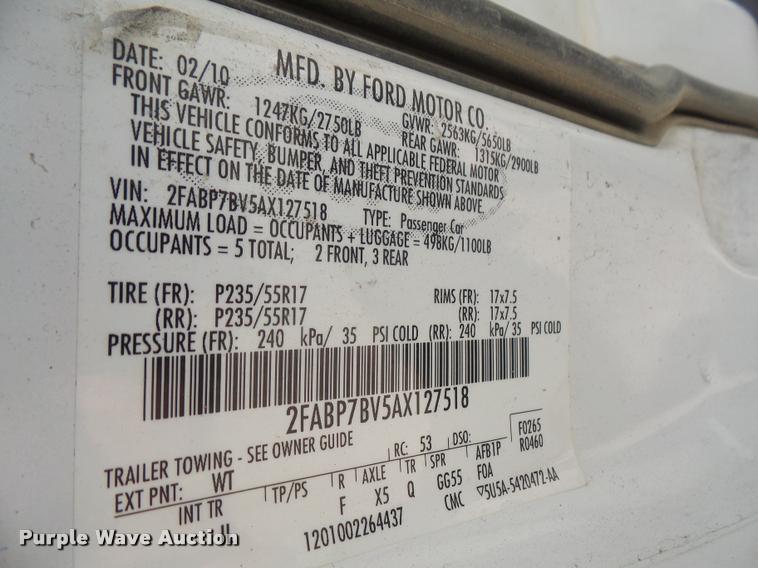 DATE: 02/10 MFD. BY FORD MOTOR CO.
FRONT GAWR: 1247KG/2750LB GVWR: 2563KG/5650LB
REAR GAWR: 1315KG/2900LB
THIS VEHICLE CONFORMS TO ALL APPLICABLE FEDERAL MOTOR
VEHICLE SAFETY, BUMPER, AND THEFT PREVENTION STANDARDS
IN EFFECT ON THE DATE OF MANUFACTURE SHOWN ABOVE.
VIN: 2FABP7BV5AX127518 TYPE: Passenger Car
MAXIMUM LOAD = OCCUPANTS + LUGGAGE = 498KG/1100LB
OCCUPANTS = 5 TOTAL; 2 FRONT, 3 REAR
TIRE (FR): P235/55R17 RIMS (FR): 17x7.5
(RR): P235/55R17 (RR): 17x7.5
PRESSURE (FR): 240 kPa/ 35 PSI COLD (RR): 240 kPa/ 35 PSI COLD
2FABP7BV5AX127518
TRAILER TOWING - SEE OWNER GUIDE
EXT PNT: WT RC: 53 DSO: F0265
R0460
INT TR TP/PS R AXLE TR SPR AFB1P
F X5 Q GG55 F0A
1201002264437 CMC ▽5U5A-5420472-AA
Purple Wave Auction